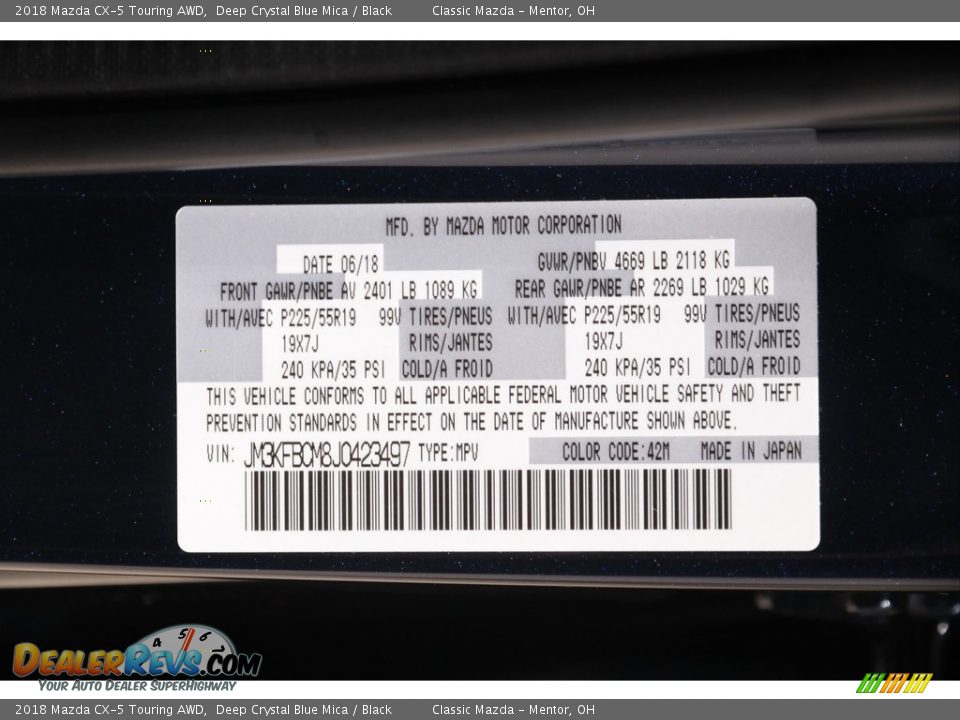 2018 Mazda CX-5 Touring AWD, Deep Crystal Blue Mica / Black Classic Mazda - Mentor, OH
MFD. BY MAZDA MOTOR CORPORATION
DATE 06/18 GVWR/PNBV 4669 LB 2118 KG
FRONT GAWR/PNBE AV 2401 LB 1089 KG REAR GAWR/PNBE AR 2269 LB 1029 KG
WITH/AVEC P225/55R19 99V TIRES/PNEUS WITH/AVEC P225/55R19 99V TIRES/PNEUS
19X7J RIMS/JANTES 19X7J RIMS/JANTES
240 KPA/35 PSI COLD/A FROID 240 KPA/35 PSI COLD/A FROID
THIS VEHICLE CONFORMS TO ALL APPLICABLE FEDERAL MOTOR VEHICLE SAFETY AND THEFT
PREVENTION STANDARDS IN EFFECT ON THE DATE OF MANUFACTURE SHOWN ABOVE.
VIN: JM3KFBCM8J0423497 TYPE:MPV COLOR CODE:42M MADE IN JAPAN
4 5 6
DEALERREVS.COM
YOUR AUTO DEALER SUPERHIGHWAY
2018 Mazda CX-5 Touring AWD, Deep Crystal Blue Mica / Black Classic Mazda - Mentor, OH